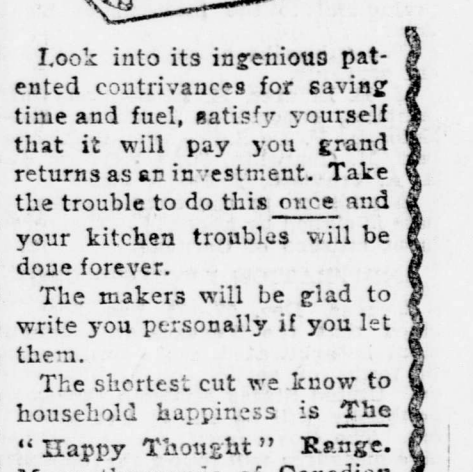 Look into its ingenious pat-
ented contrivances for saving
time and fuel, satisfy yourself
that it will pay you grand
returns as an investment. Take
the trouble to do this once and
your kitchen troubles will be
done forever.
The makers will be glad to
write you personally if you let
them.
The shortest cut we know to
household happiness is The
"Happy Thought" Range.
of Canadian